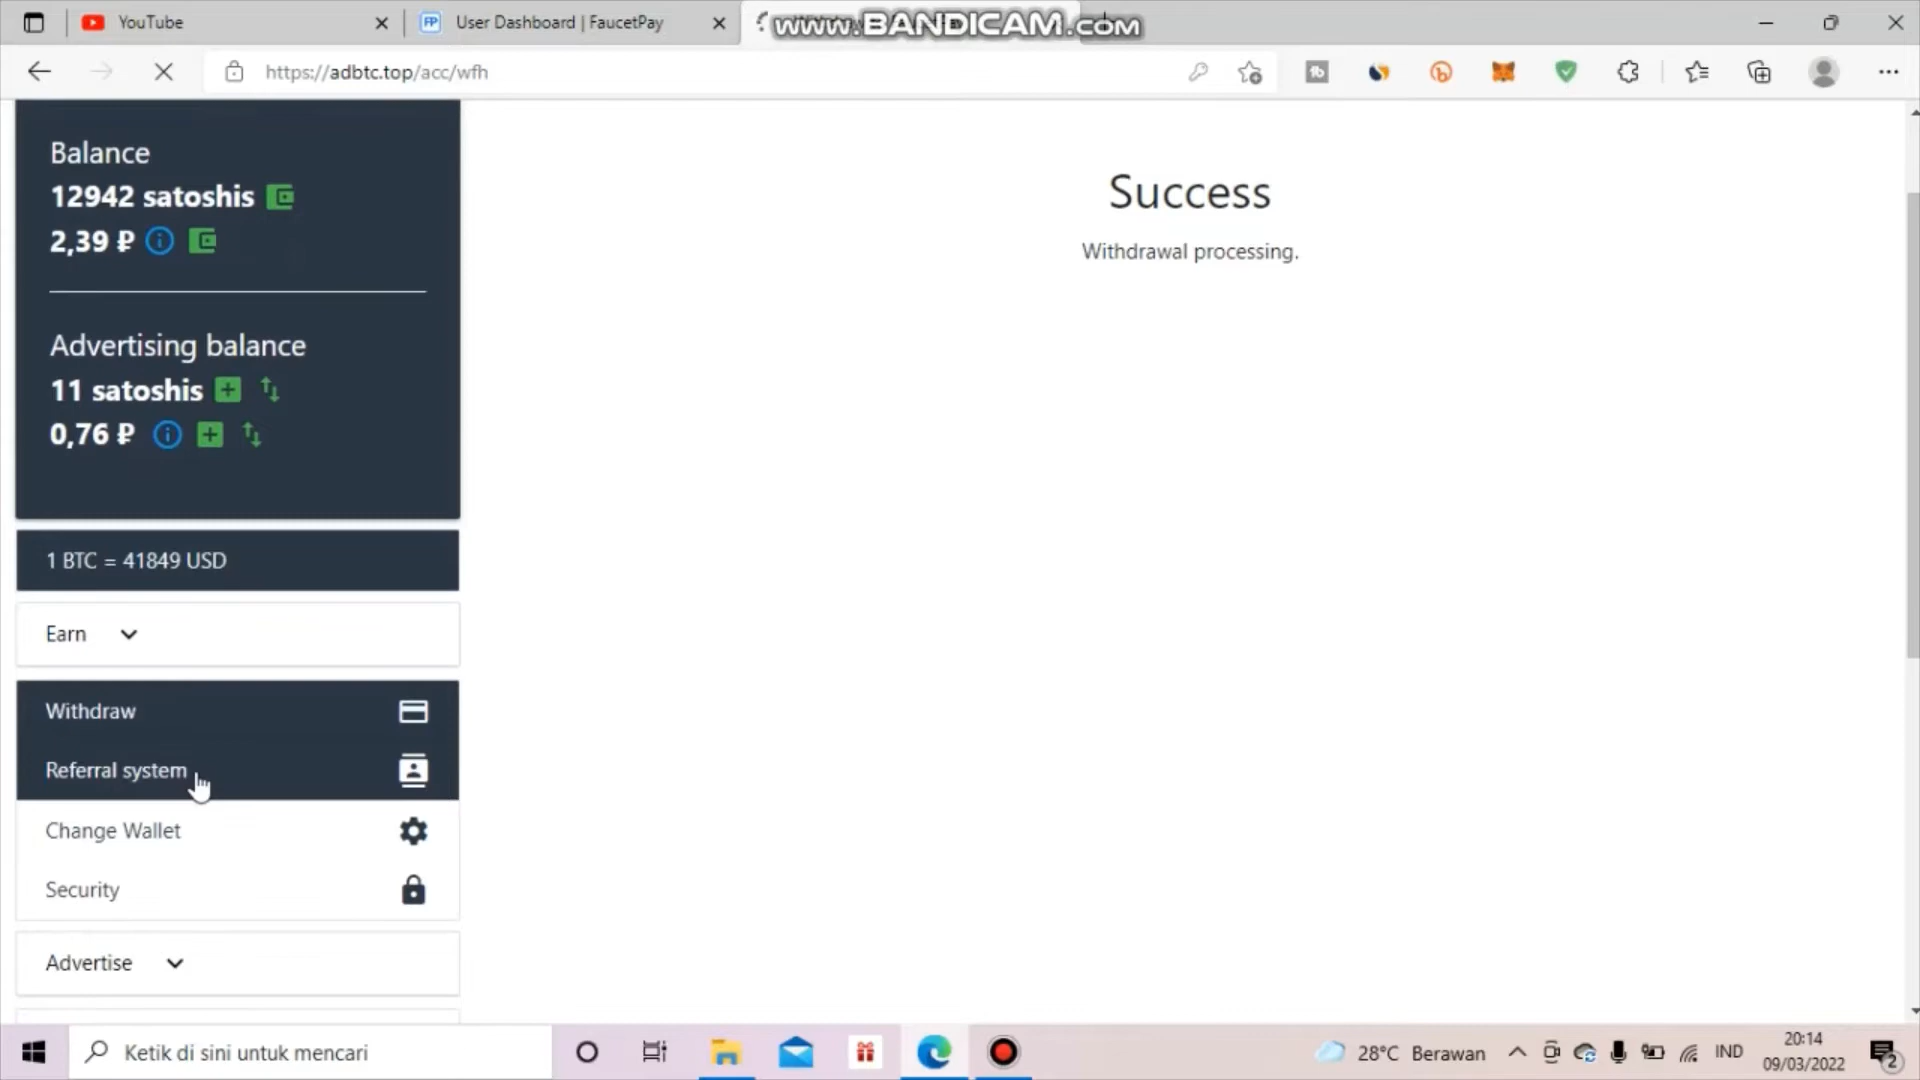 YouTube
User Dashboard | FaucetPay
www.BANDICAM.com
https://adbtc.top/acc/wfh
Balance
12942 satoshis
2,39 ₽
Advertising balance
11 satoshis
0,76 ₽
1 BTC = 41849 USD
Earn
Withdraw
Referral system
Change Wallet
Security
Advertise
Success
Withdrawal processing.
Ketik di sini untuk mencari
28°C Berawan
IND
20:14
09/03/2022
2